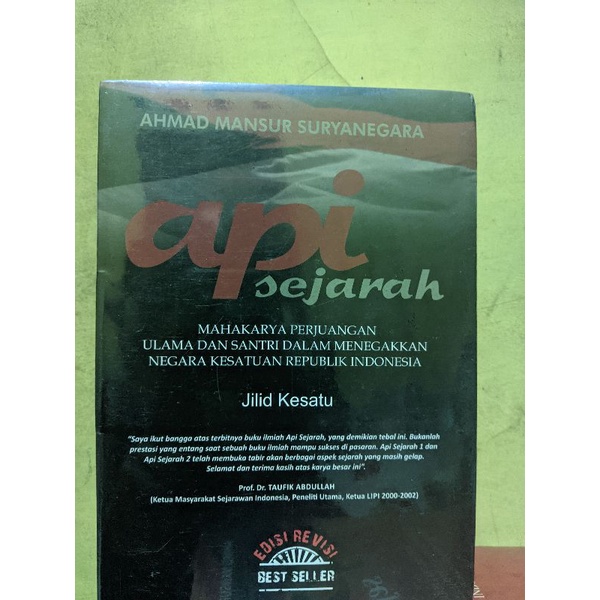 AHMAD MANSUR SURYANEGARA
api
sejarah
MAHAKARYA PERJUANGAN
ULAMA DAN SANTRI DALAM MENEGAKKAN
NEGARA KESATUAN REPUBLIK INDONESIA
Jilid Kesatu
"Saya ikut bangga atas terbitnya buku ilmiah Api Sejarah, yang demikian tebal ini. Bukanlah
prestasi yang entang saat sebuah buku ilmiah mampu sukses di pasaran. Api Sejarah 1 dan
Api Sejarah 2 telah membuka tabir akan berbagai aspek sejarah yang masih gelap.
Selamat dan terima kasih atas karya besar ini".
Prof. Dr. TAUFIK ABDULLAH
(Ketua Masyarakat Sejarawan Indonesia, Peneliti Utama, Ketua LIPI 2000-2002)
EDISI REVISI
BEST SELLER